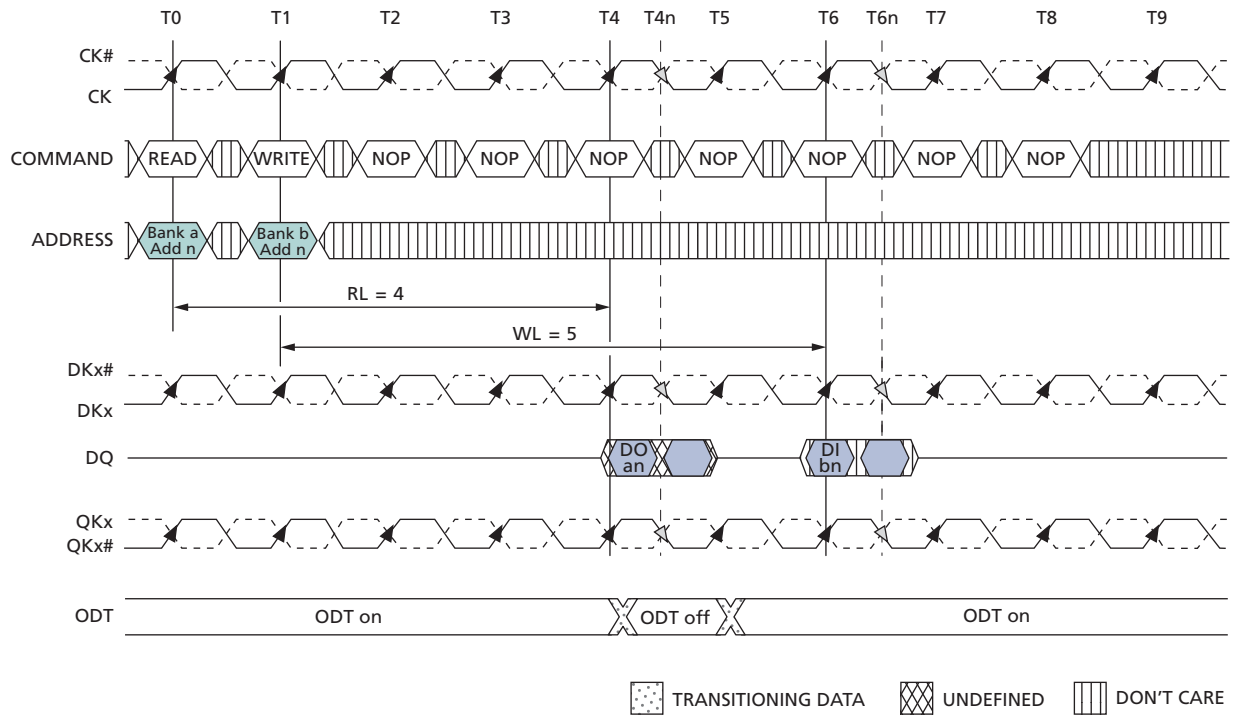 T0 T1 T2 T3 T4 T4n T5 T6 T6n T7 T8 T9
CK#
CK
COMMAND READ WRITE NOP NOP NOP NOP NOP NOP NOP
ADDRESS Bank a Add n Bank b Add n
RL = 4
WL = 5
DKx#
DKx
DQ DO an DI bn
QKx
QKx#
ODT ODT on ODT off ODT on
TRANSITIONING DATA UNDEFINED DON'T CARE